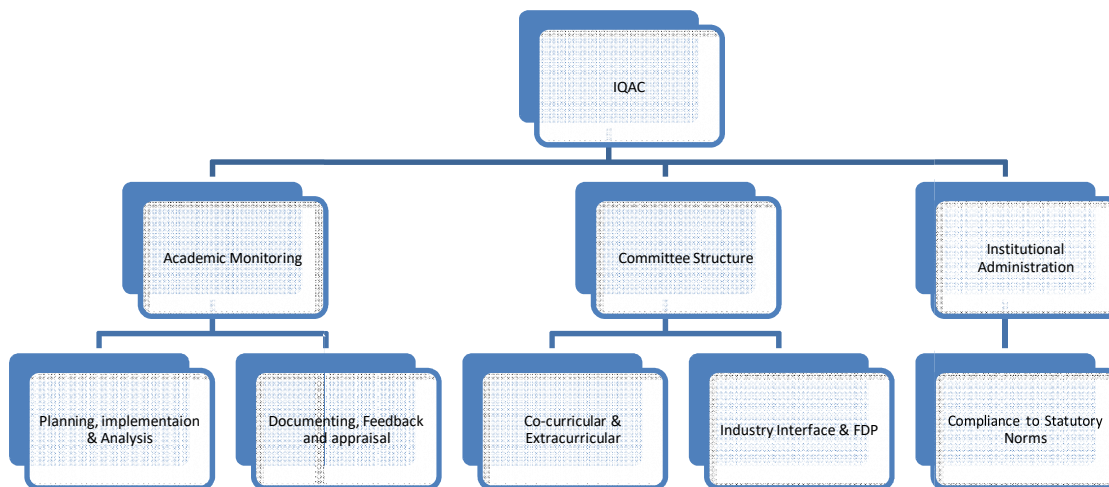 IQAC
Academic Monitoring
Committee Structure
Institutional
Administration
Planning, implementaion
& Analysis
Documenting, Feedback
and appraisal
Co-curricular &
Extracurricular
Industry Interface & FDP
Compliance to Statutory
Norms